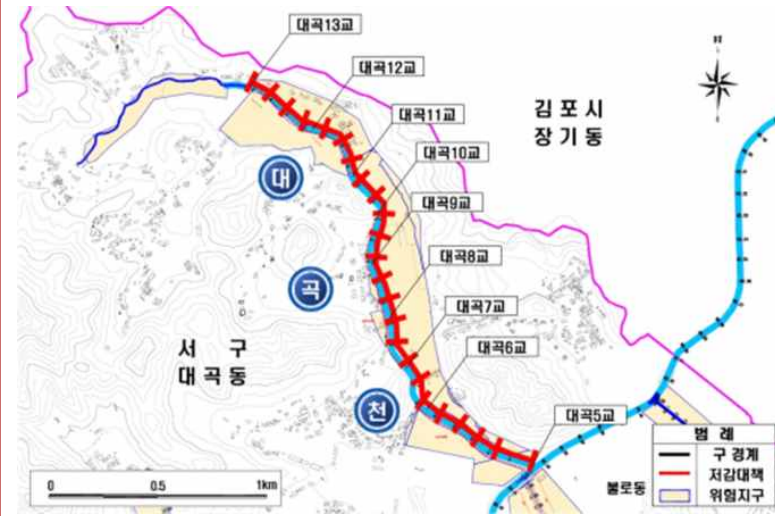 대곡13교
대곡12교
대곡11교
대곡10교
대곡9교
대곡8교
대곡7교
대곡6교
대곡5교
김포시
장기동
대
곡
천
서 구
대곡동
불로동
범 례
구 경계
저감대책
위험지구
0 0.5 1km